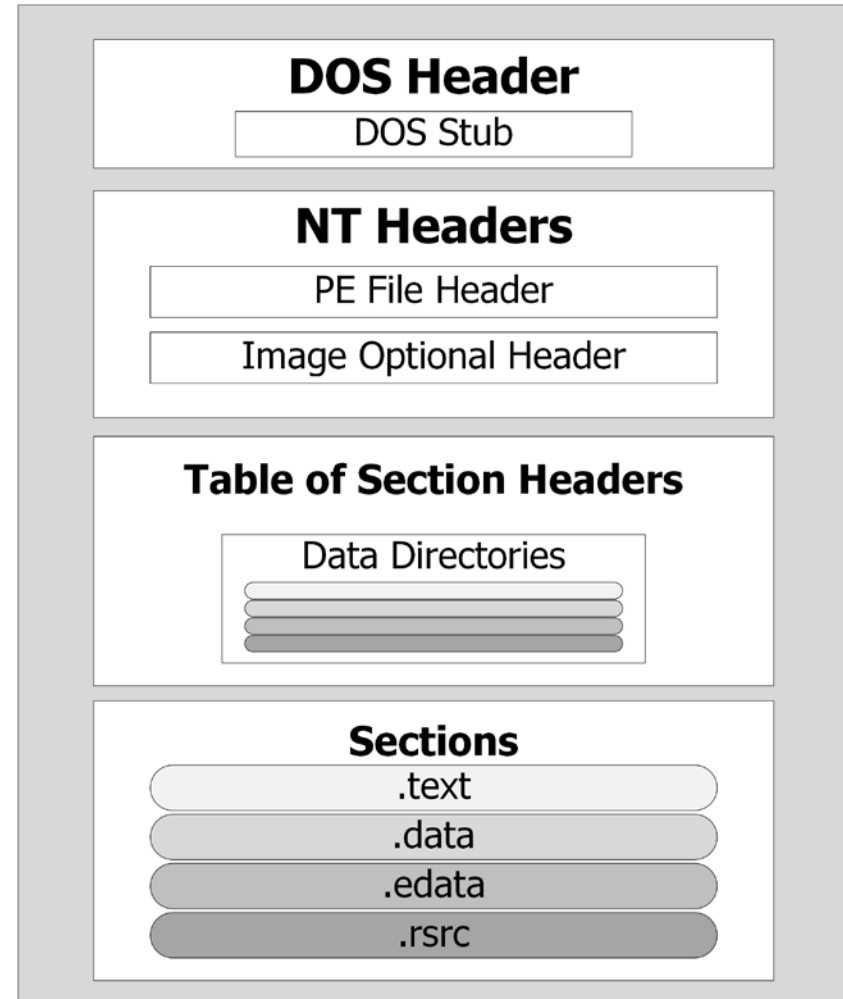 DOS Header
DOS Stub
NT Headers
PE File Header
Image Optional Header
Table of Section Headers
Data Directories
Sections
.text
.data
.edata
.rsrc